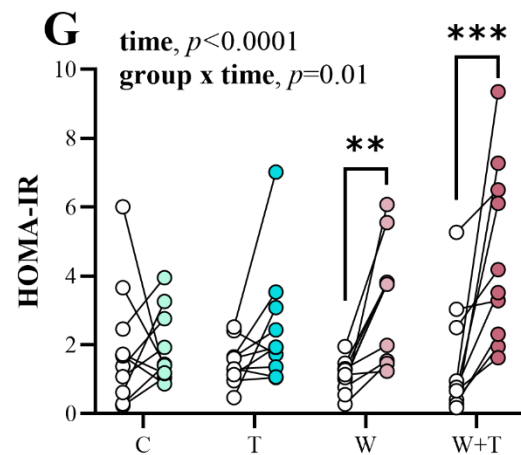 G
time, p<0.0001
group x time, p=0.01
***
**
HOMA-IR
10
8
6
4
2
0
C T W W+T